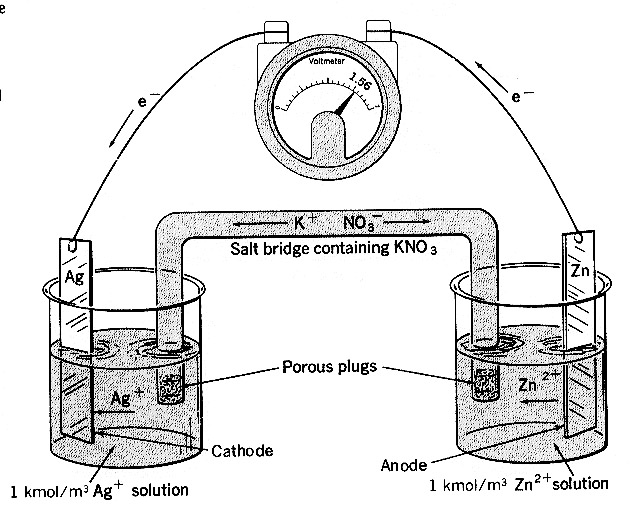 e
Voltmeter
1.56
e⁻
e⁻
K⁺ NO₃⁻
Salt bridge containing KNO₃
Ag
Zn
Porous plugs
Ag⁺
Zn²⁺
Cathode
Anode
1 kmol/m³ Ag⁺ solution
1 kmol/m³ Zn²⁺ solution